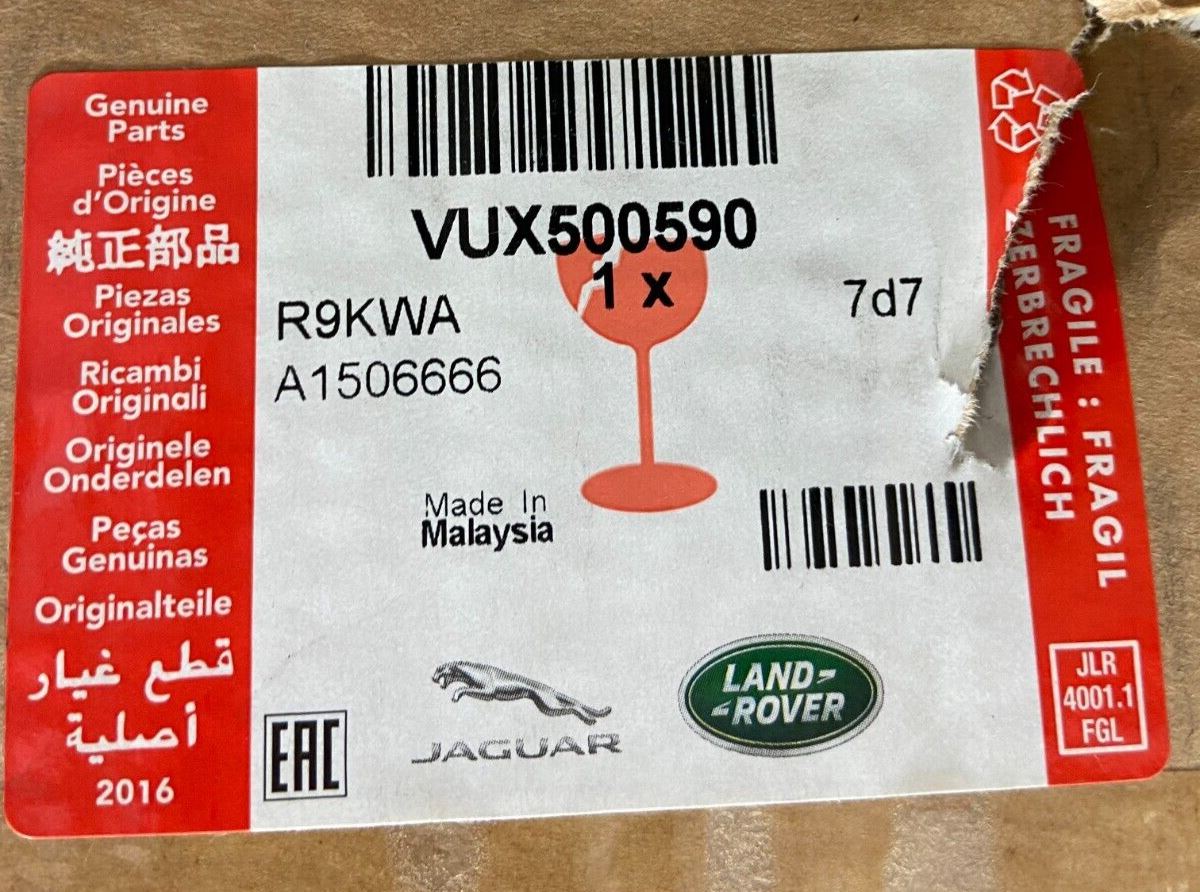 Genuine
Parts
Pièces
d'Origine
純正部品
Piezas
Originales
Ricambi
Originali
Originele
Onderdelen
Peças
Genuinas
Originalteile
قطع غيار
أصلية
2016
VUX500590
1 x
R9KWA
7d7
A1506666
Made In
Malaysia
EAC
JAGUAR
LAND-
-ROVER
FRAGILE : FRAGIL
ZERBRECHLICH
JLR
4001.1
FGL